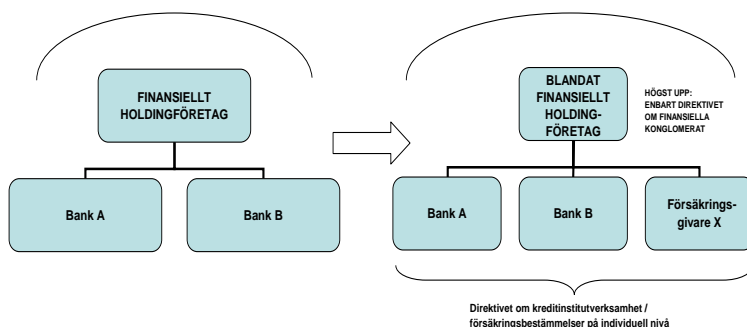 FINANSIELLT
HOLDINGFÖRETAG
Bank A
Bank B
BLANDAT
FINANSIELLT
HOLDING-
FÖRETAG
HÖGST UPP:
ENBART DIREKTIVET
OM FINANSIELLA
KONGLOMERAT
Bank A
Bank B
Försäkrings-
givare X
Direktivet om kreditinstitutverksamhet /
försäkringsbestämmelser på individuell nivå